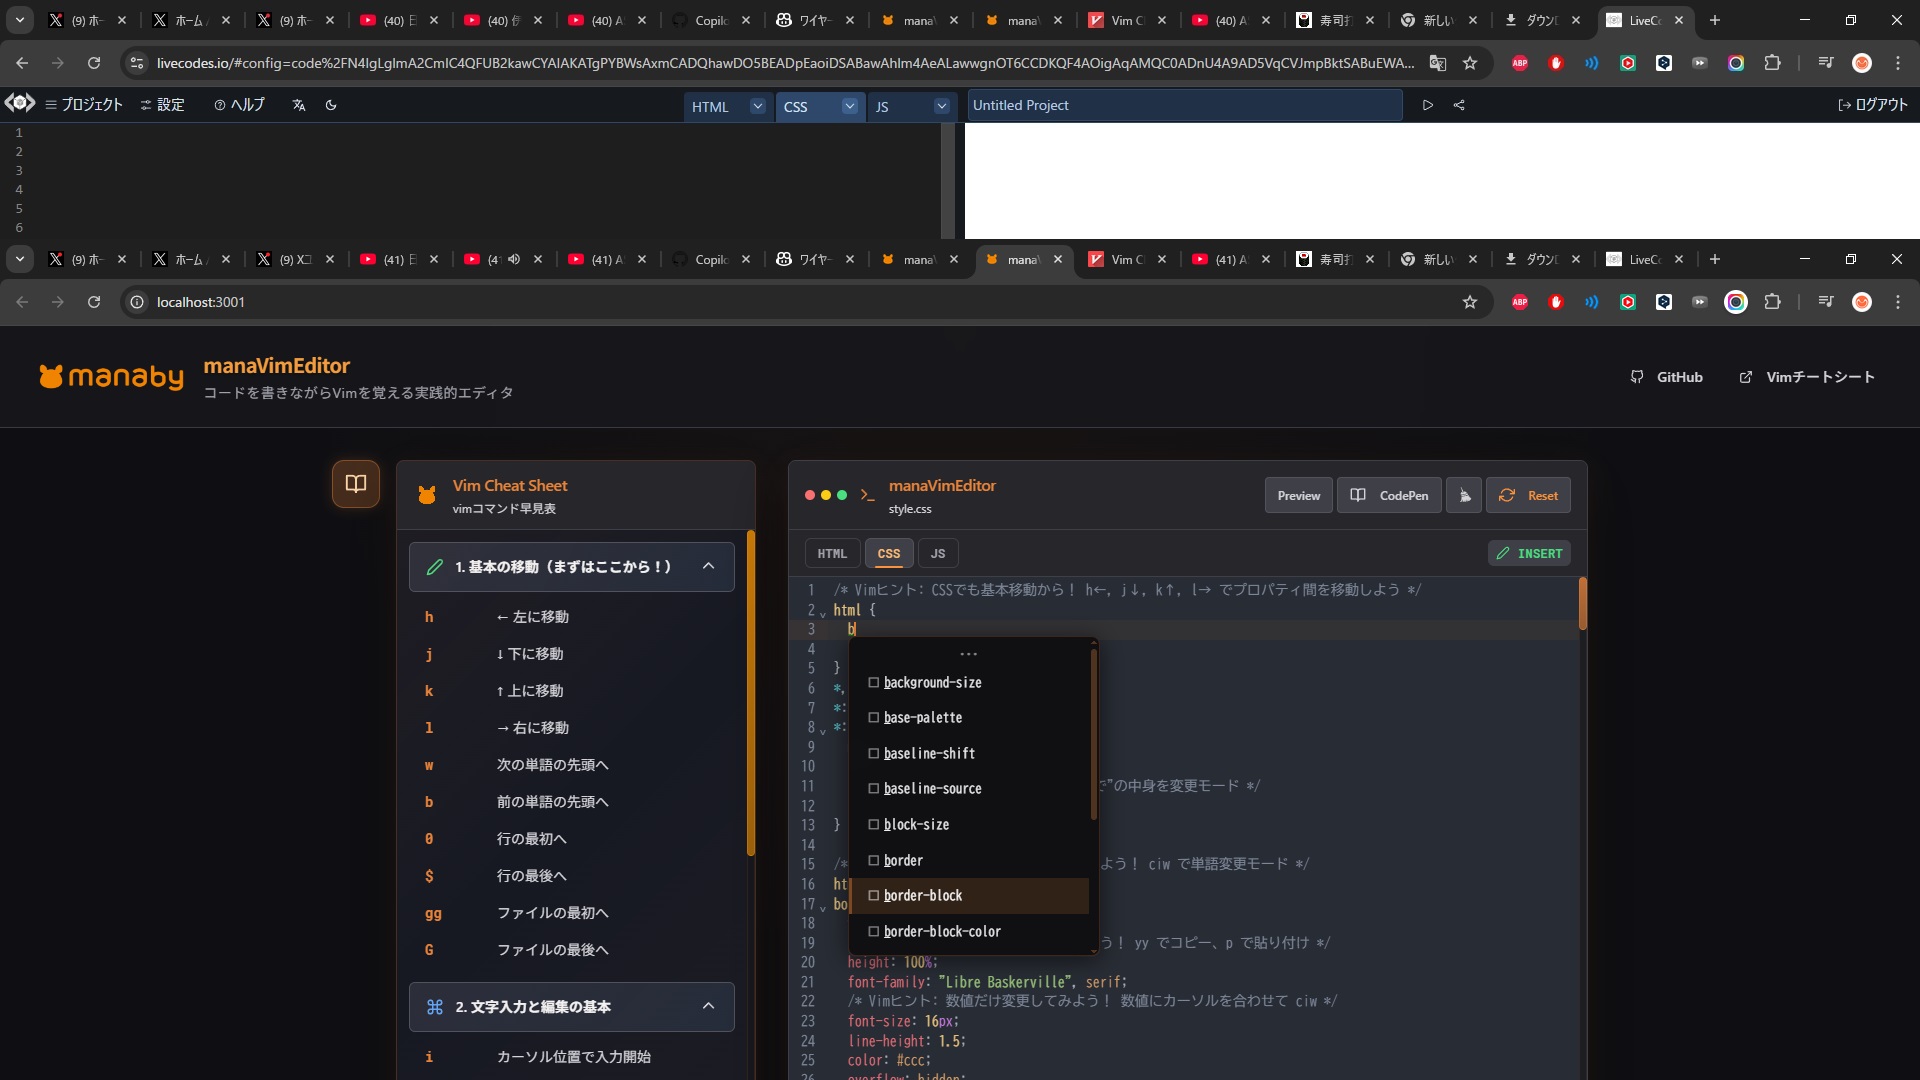 (9) ホー
ホーム /
(9) ホー
(40) 日
(40) 侍
(40) A
Copilo
ワイヤー
mana
mana
Vim C
(40) A
寿司打
新しい
ダウンロ
LiveCo
livecodes.io/#config=code%2FN4IgLgImA2CmIC4QFUB2kawCYAIAKATgPYBWsAxmCADQhawDO5BEADpEaoiDSABawAhIm4AeALawwgnOT6CCDKQF4AOigAqAMQC0ADnU4A9AD5VqCVJmpBktSABuEWA...
プロジェクト
設定
ヘルプ
HTML
CSS
JS
Untitled Project
ログアウト
1
2
3
4
5
6
(9) ホー
ホーム /
(9) Xユ
(41) 日
(4
(41) A
Copilo
ワイヤー
mana
mana
Vim C
(41) A
寿司打
新しい
ダウンロ
LiveCo
localhost:3001
manaby
manaVimEditor
コードを書きながらVimを覚える実践的エディタ
GitHub
Vimチートシート
Vim Cheat Sheet
vimコマンド早見表
1. 基本の移動（まずはここから！）
h ← 左に移動
j ↓ 下に移動
k ↑ 上に移動
l → 右に移動
w 次の単語の先頭へ
b 前の単語の先頭へ
0 行の最初へ
$ 行の最後へ
gg ファイルの最初へ
G ファイルの最後へ
2. 文字入力と編集の基本
i カーソル位置で入力開始
manaVimEditor
style.css
Preview
CodePen
Reset
HTML
CSS
JS
INSERT
1 /* Vimヒント: CSSでも基本移動から！ h←, j↓, k↑, l→ でプロパティ間を移動しよう */
2 html {
3 b
4
5 }
6 *,
7 *:
8 *:
9
10
11 で"の中身を変更モード */
12
13 }
14
15 /* よう！ ciw で単語変更モード */
16 ht
17 bo
18
19 う！ yy でコピー、p で貼り付け */
20 height: 100%;
21 font-family: "Libre Baskerville", serif;
22 /* Vimヒント: 数値だけ変更してみよう！ 数値にカーソルを合わせて ciw */
23 font-size: 16px;
24 line-height: 1.5;
25 color: #ccc;
26 overflow: hidden;
...
background-size
base-palette
baseline-shift
baseline-source
block-size
border
border-block
border-block-color